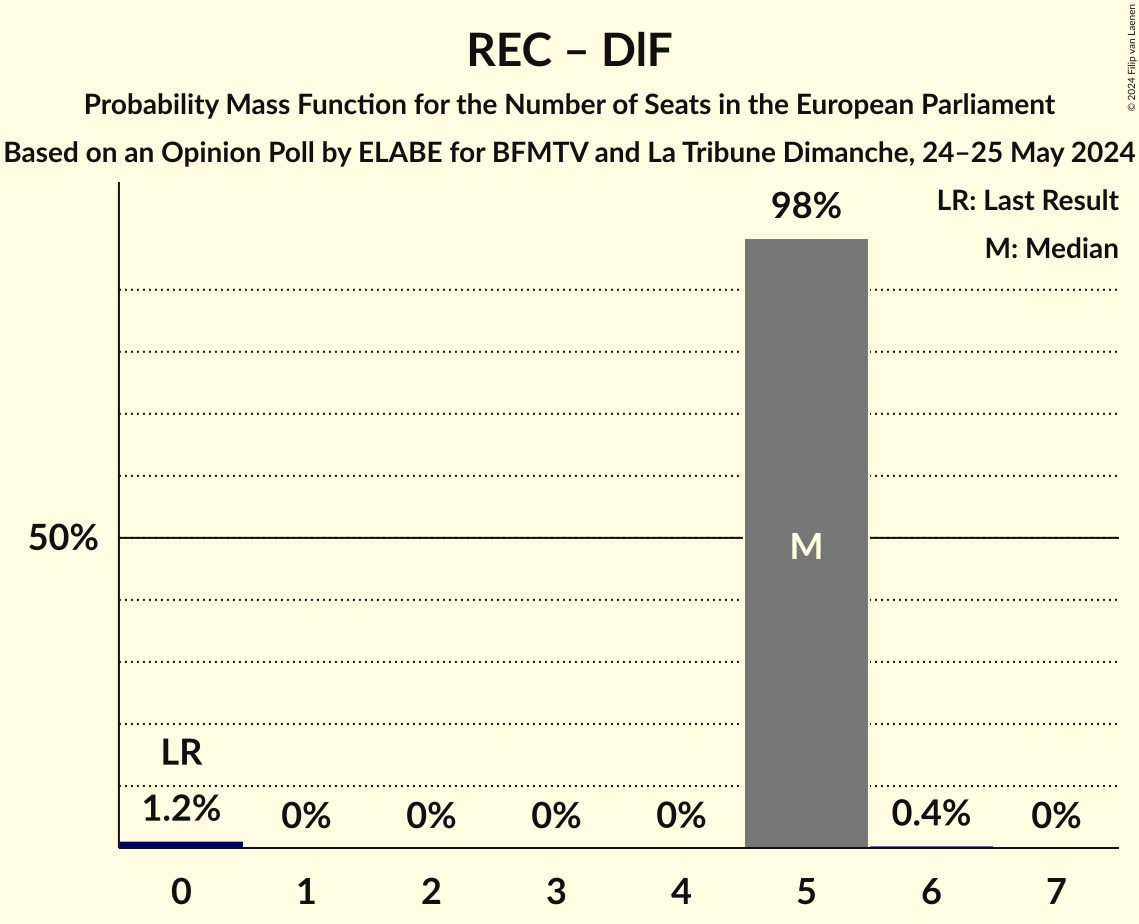 REC – DlF
Probability Mass Function for the Number of Seats in the European Parliament
Based on an Opinion Poll by ELABE for BFMTV and La Tribune Dimanche, 24–25 May 2024
© 2024 Filip van Laenen
LR: Last Result
M: Median
98%
50%
M
LR
1.2% 0% 0% 0% 0% 0.4% 0%
0 1 2 3 4 5 6 7